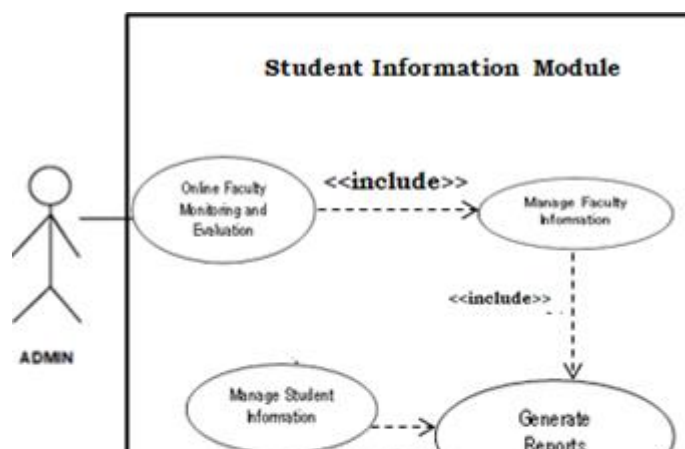 Student Information Module
Online Faculty
Monitoring and
Evaluation
<<include>>
Manage Faculty
Information
<<include>>
ADMIN
Manage Student
Information
Generate
Reports